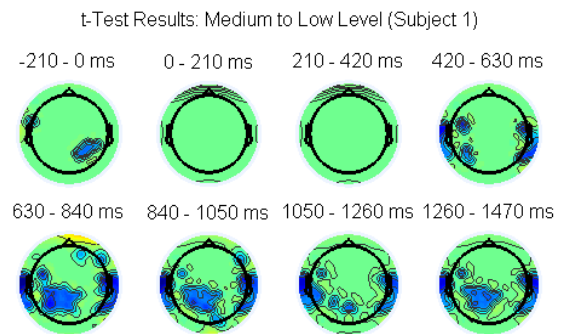 t-Test Results: Medium to Low Level (Subject 1)
-210 - 0 ms 0 - 210 ms 210 - 420 ms 420 - 630 ms
630 - 840 ms 840 - 1050 ms 1050 - 1260 ms 1260 - 1470 ms